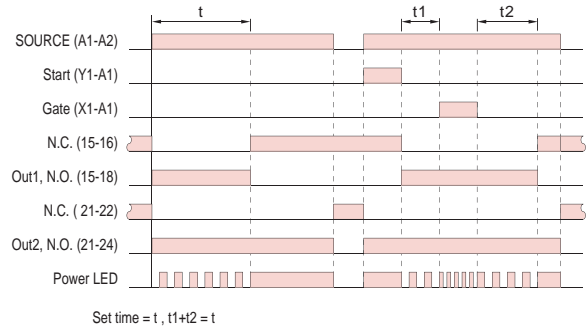 t
t1
t2
SOURCE (A1-A2)
Start (Y1-A1)
Gate (X1-A1)
N.C. (15-16)
Out1, N.O. (15-18)
N.C. ( 21-22)
Out2, N.O. (21-24)
Power LED
Set time = t , t1+t2 = t